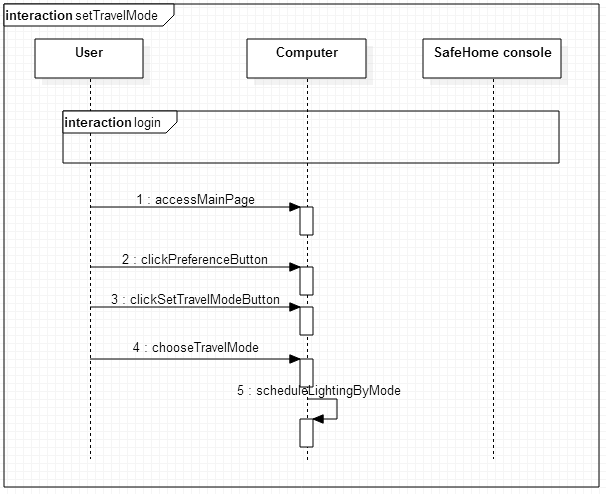 interaction setTravelMode
User
Computer
SafeHome console
interaction login
1 : accessMainPage
2 : clickPreferenceButton
3 : clickSetTravelModeButton
4 : chooseTravelMode
5 : scheduleLightingByMode